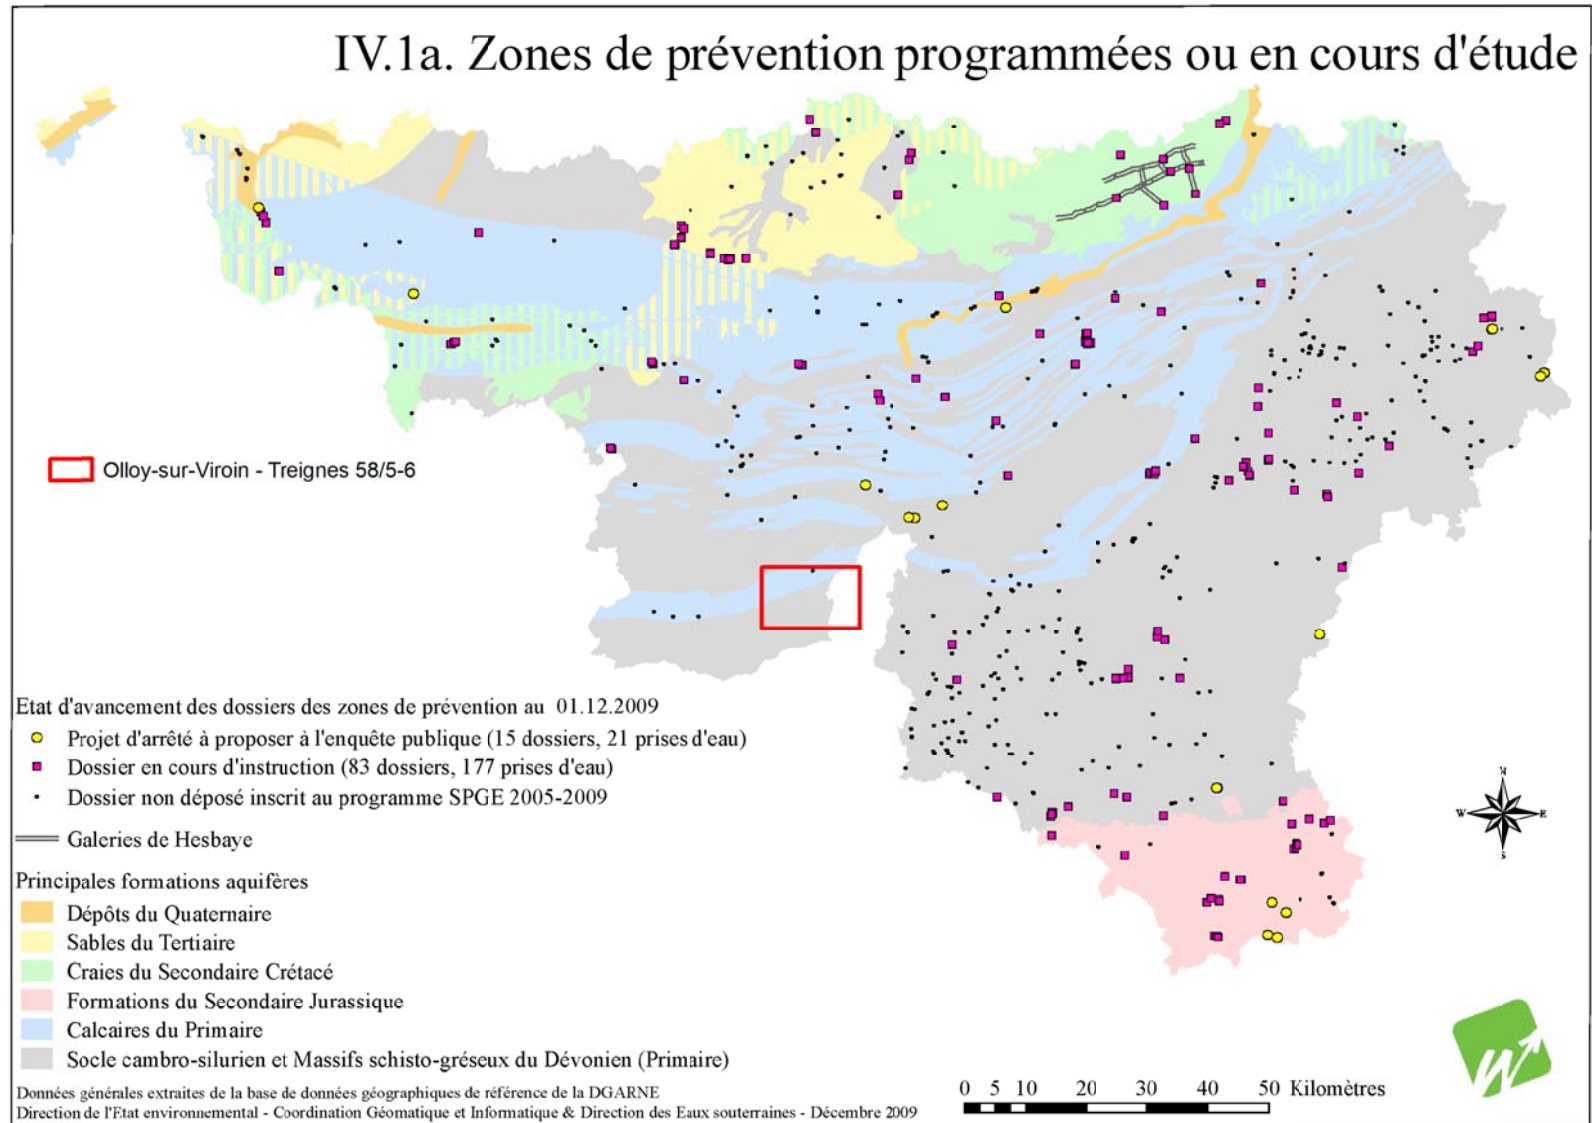 IV.1a. Zones de prévention programmées ou en cours d'étude
Olloy-sur-Viroin - Treignes 58/5-6
Etat d'avancement des dossiers des zones de prévention au 01.12.2009
Projet d'arrêté à proposer à l'enquête publique (15 dossiers, 21 prises d'eau)
Dossier en cours d'instruction (83 dossiers, 177 prises d'eau)
Dossier non déposé inscrit au programme SPGE 2005-2009
Galeries de Hesbaye
Principales formations aquifères
Dépôts du Quaternaire
Sables du Tertiaire
Craies du Secondaire Crétacé
Formations du Secondaire Jurassique
Calcaires du Primaire
Socle cambro-silurien et Massifs schisto-gréseux du Dévonien (Primaire)
N
W E
S
0 5 10 20 30 40 50 Kilomètres
Données générales extraites de la base de données géographiques de référence de la DGARNE
Direction de l'Etat environnemental - Coordination Géomatique et Informatique & Direction des Eaux souterraines - Décembre 2009